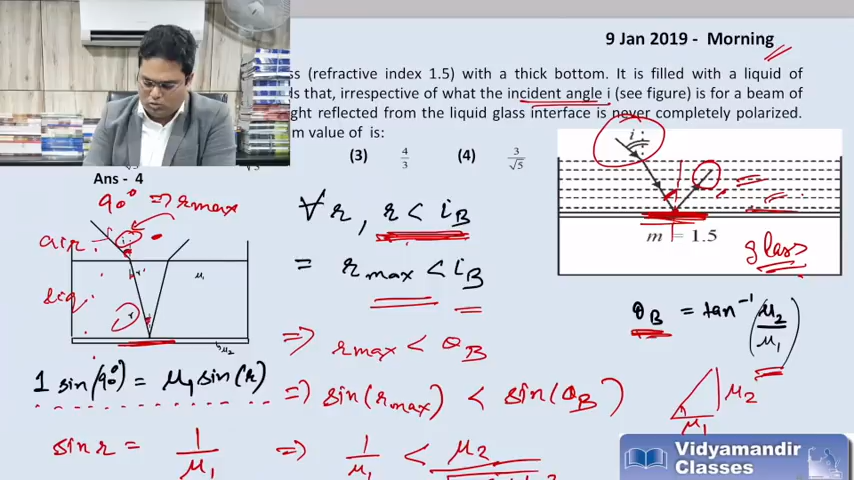 9 Jan 2019 - Morning
ss (refractive index 1.5) with a thick bottom. It is filled with a liquid of
ds that, irrespective of what the incident angle i (see figure) is for a beam of
ght reflected from the liquid glass interface is never completely polarized.
m value of is:
(3) 4/3 (4) 3/√5
Ans - 4
i
m = 1.5
glass
90° ⇒ rmax
air
liq
r
μ₁
μ₂
∀ r, r < iB
= rmax < iB
⇒ rmax < θB
⇒ sin(rmax) < sin(θB)
⇒ 1/μ₁ < μ₂
θB = tan⁻¹(μ₂/μ₁)
μ₂
μ₁
1 sin(90°) = μ₁ sin(r)
sin r = 1/μ₁
Vidyamandir
Classes